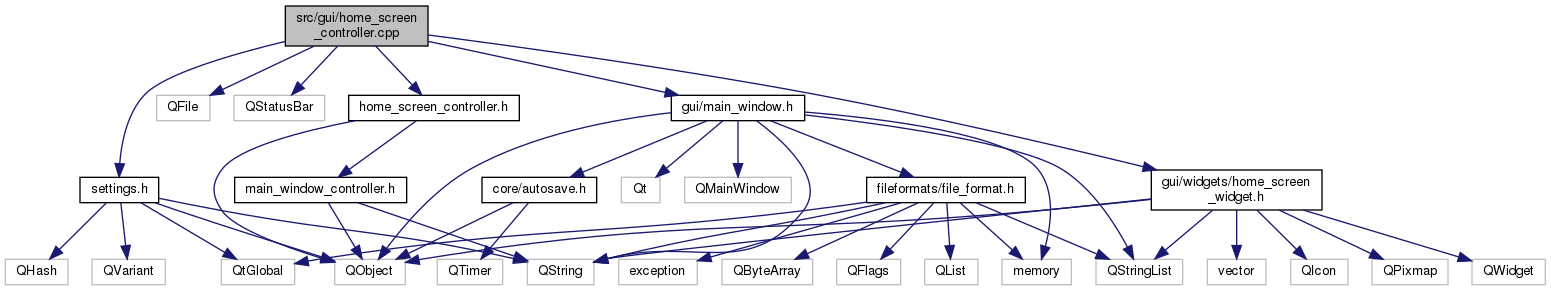 src/gui/home_screen
_controller.cpp
QFile
QStatusBar
home_screen_controller.h
gui/main_window.h
settings.h
main_window_controller.h
core/autosave.h
Qt
QMainWindow
fileformats/file_format.h
gui/widgets/home_screen
_widget.h
QHash
QVariant
QtGlobal
QObject
QTimer
QString
exception
QByteArray
QFlags
QList
memory
QStringList
vector
QIcon
QPixmap
QWidget